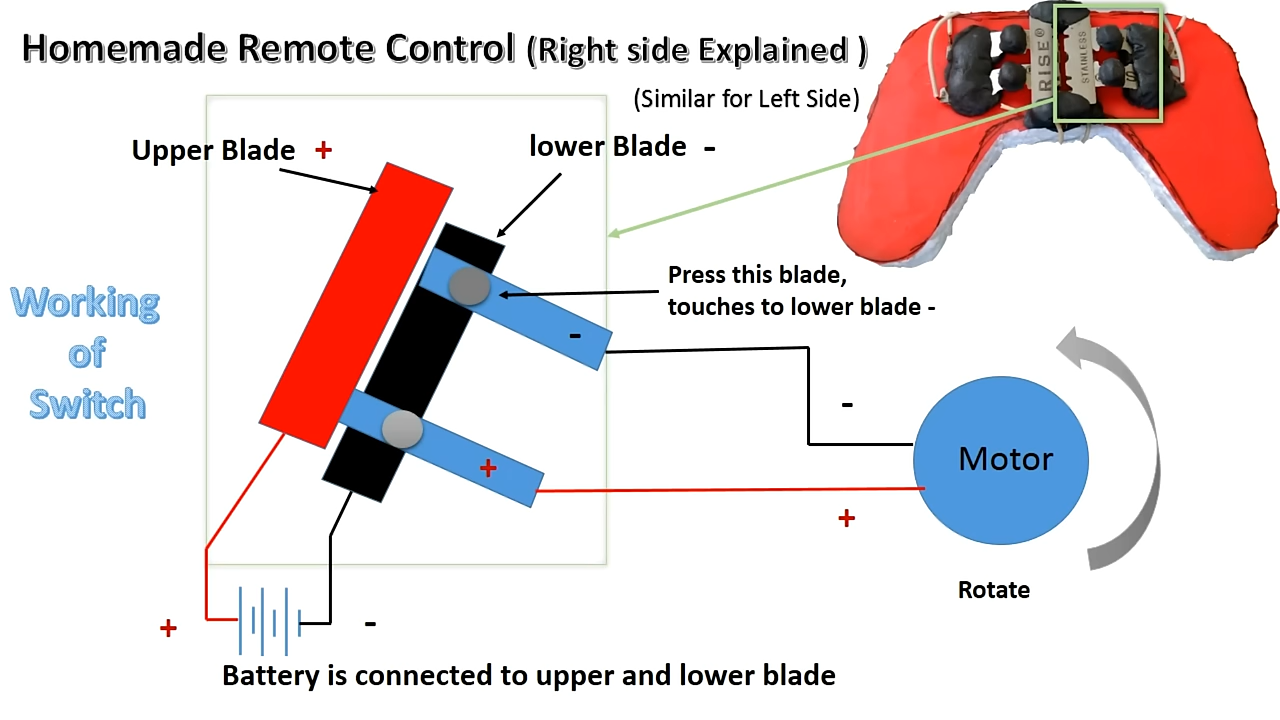 Homemade Remote Control (Right side Explained )
(Similar for Left Side)
RISE®
STAINLESS
S
Upper Blade +
lower Blade -
Press this blade,
touches to lower blade -
Working
of
Switch
-
-
+
Motor
+
Rotate
+
-
Battery is connected to upper and lower blade